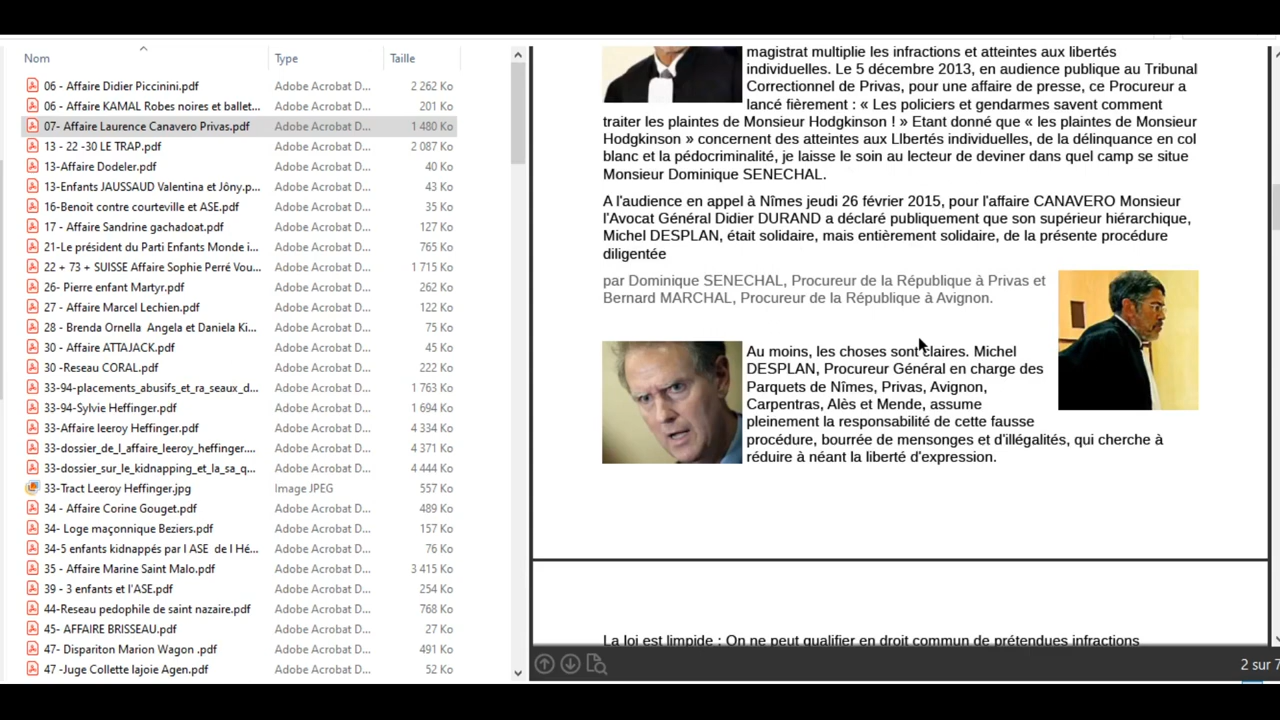 Nom Type Taille
06 - Affaire Didier Piccinini.pdf Adobe Acrobat D... 2 262 Ko
06 - Affaire KAMAL Robes noires et ballet... Adobe Acrobat D... 201 Ko
07- Affaire Laurence Canavero Privas.pdf Adobe Acrobat D... 1 480 Ko
13 - 22 -30 LE TRAP.pdf Adobe Acrobat D... 2 087 Ko
13-Affaire Dodeler.pdf Adobe Acrobat D... 40 Ko
13-Enfants JAUSSAUD Valentina et Jôny.p... Adobe Acrobat D... 43 Ko
16-Benoit contre courteville et ASE.pdf Adobe Acrobat D... 35 Ko
17 - Affaire Sandrine gachadoat.pdf Adobe Acrobat D... 127 Ko
21-Le président du Parti Enfants Monde i... Adobe Acrobat D... 765 Ko
22 + 73 + SUISSE Affaire Sophie Perré Vou... Adobe Acrobat D... 1 715 Ko
26- Pierre enfant Martyr.pdf Adobe Acrobat D... 262 Ko
27 - Affaire Marcel Lechien.pdf Adobe Acrobat D... 122 Ko
28 - Brenda Ornella  Angela et Daniela Ki... Adobe Acrobat D... 75 Ko
30 - Affaire ATTAJACK.pdf Adobe Acrobat D... 45 Ko
30 -Reseau CORAL.pdf Adobe Acrobat D... 222 Ko
33-94-placements_abusifs_et_ra_seaux_d... Adobe Acrobat D... 1 763 Ko
33-94-Sylvie Heffinger.pdf Adobe Acrobat D... 1 694 Ko
33-Affaire leeroy Heffinger.pdf Adobe Acrobat D... 4 334 Ko
33-dossier_de_l_affaire_leeroy_heffinger.... Adobe Acrobat D... 4 371 Ko
33-dossier_sur_le_kidnapping_et_la_sa_q... Adobe Acrobat D... 4 444 Ko
33-Tract Leeroy Heffinger.jpg Image JPEG 557 Ko
34 - Affaire Corine Gouget.pdf Adobe Acrobat D... 489 Ko
34- Loge maçonnique Beziers.pdf Adobe Acrobat D... 157 Ko
34-5 enfants kidnappés par l ASE  de l Hé... Adobe Acrobat D... 76 Ko
35 - Affaire Marine Saint Malo.pdf Adobe Acrobat D... 3 415 Ko
39 - 3 enfants et l'ASE.pdf Adobe Acrobat D... 254 Ko
44-Reseau pedophile de saint nazaire.pdf Adobe Acrobat D... 768 Ko
45- AFFAIRE BRISSEAU.pdf Adobe Acrobat D... 27 Ko
47- Dispariton Marion Wagon .pdf Adobe Acrobat D... 491 Ko
47 -Juge Collette lajoie Agen.pdf Adobe Acrobat D... 52 Ko
magistrat multiplie les infractions et atteintes aux libertés
individuelles. Le 5 décembre 2013, en audience publique au Tribunal
Correctionnel de Privas, pour une affaire de presse, ce Procureur a
lancé fièrement : « Les policiers et gendarmes savent comment
traiter les plaintes de Monsieur Hodgkinson ! » Etant donné que « les plaintes de Monsieur
Hodgkinson » concernent des atteintes aux LIbertés individuelles, de la délinquance en col
blanc et la pédocriminalité, je laisse le soin au lecteur de deviner dans quel camp se situe
Monsieur Dominique SENECHAL.
A l'audience en appel à Nîmes jeudi 26 février 2015, pour l'affaire CANAVERO Monsieur
l'Avocat Général Didier DURAND a déclaré publiquement que son supérieur hiérarchique,
Michel DESPLAN, était solidaire, mais entièrement solidaire, de la présente procédure
diligentée
par Dominique SENECHAL, Procureur de la République à Privas et
Bernard MARCHAL, Procureur de la République à Avignon.
Au moins, les choses sont claires. Michel
DESPLAN, Procureur Général en charge des
Parquets de Nîmes, Privas, Avignon,
Carpentras, Alès et Mende, assume
pleinement la responsabilité de cette fausse
procédure, bourrée de mensonges et d'illégalités, qui cherche à
réduire à néant la liberté d'expression.
La loi est limpide : On ne peut qualifier en droit commun de prétendues infractions
2 sur 7